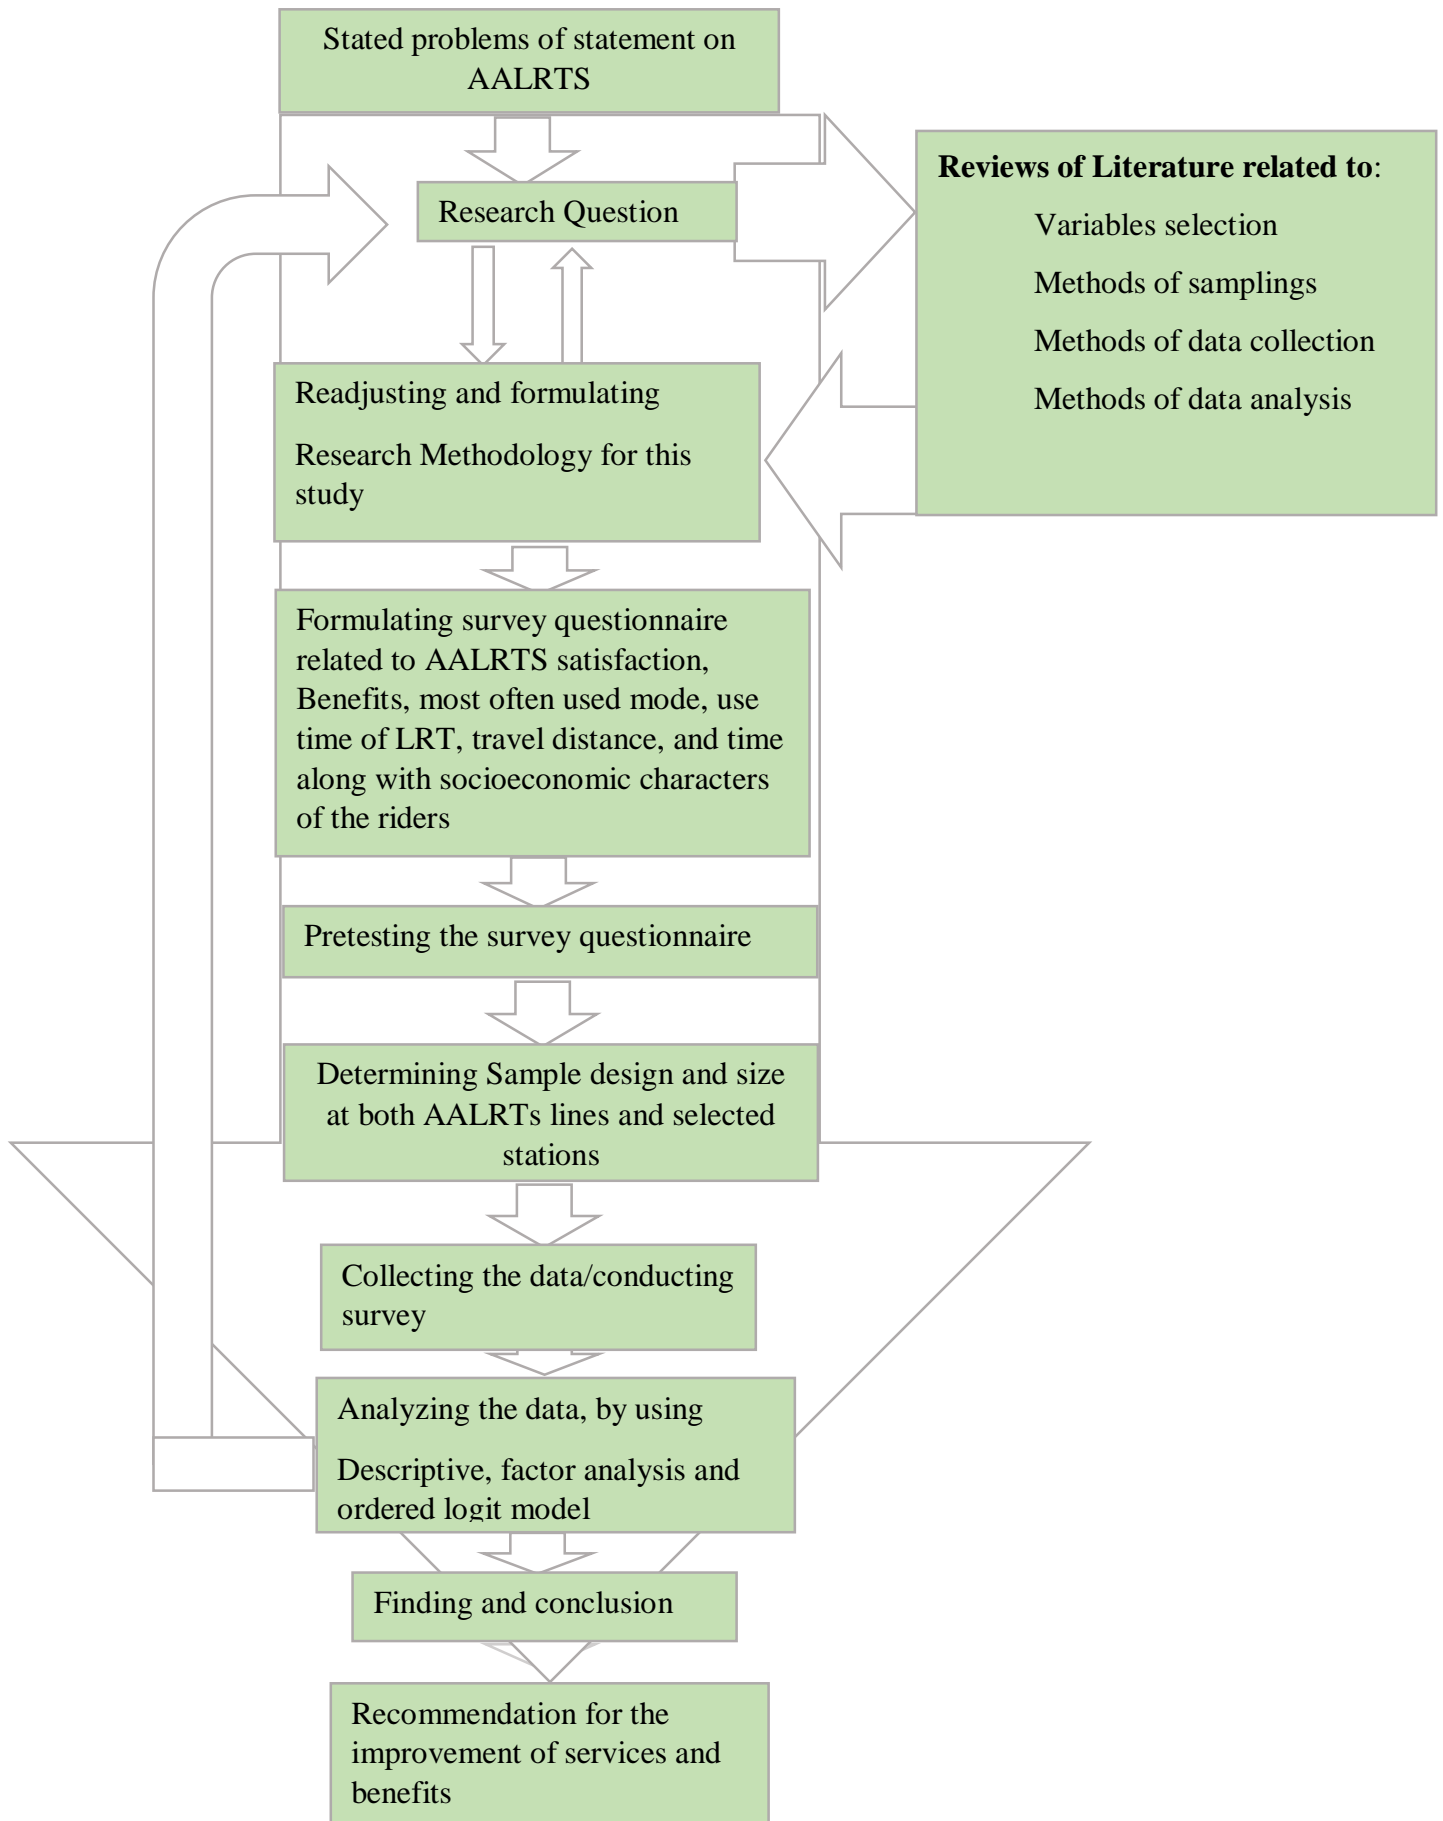 Stated problems of statement on
AALRTS
Research Question
Reviews of Literature related to:
Variables selection
Methods of samplings
Methods of data collection
Methods of data analysis
Readjusting and formulating
Research Methodology for this
study
Formulating survey questionnaire
related to AALRTS satisfaction,
Benefits, most often used mode, use
time of LRT, travel distance, and time
along with socioeconomic characters
of the riders
Pretesting the survey questionnaire
Determining Sample design and size
at both AALRTs lines and selected
stations
Collecting the data/conducting
survey
Analyzing the data, by using
Descriptive, factor analysis and
ordered logit model
Finding and conclusion
Recommendation for the
improvement of services and
benefits